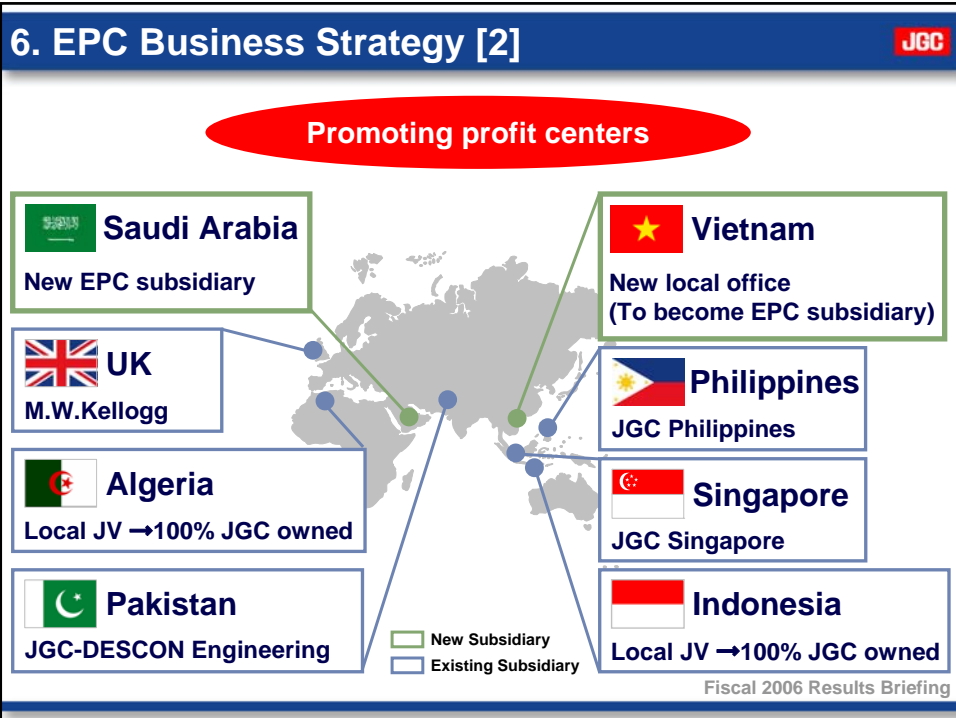 6. EPC Business Strategy [2]
JGC
Promoting profit centers
Saudi Arabia
New EPC subsidiary
UK
M.W.Kellogg
Algeria
Local JV →100% JGC owned
Pakistan
JGC-DESCON Engineering
Vietnam
New local office
(To become EPC subsidiary)
Philippines
JGC Philippines
Singapore
JGC Singapore
Indonesia
Local JV →100% JGC owned
New Subsidiary
Existing Subsidiary
Fiscal 2006 Results Briefing